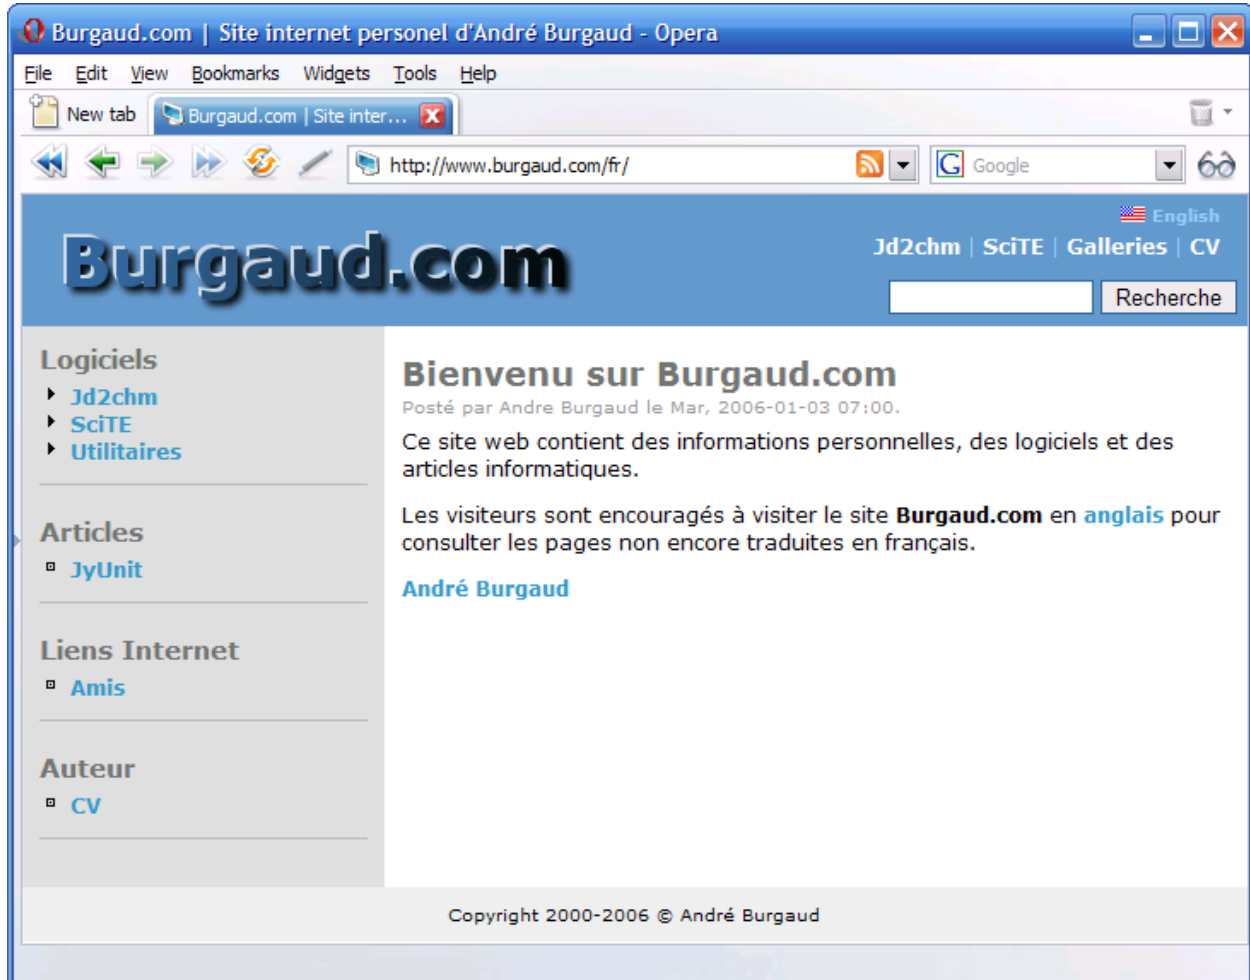 Burgaud.com | Site internet personel d'André Burgaud - Opera
File Edit View Bookmarks Widgets Tools Help
New tab Burgaud.com | Site inter...
http://www.burgaud.com/fr/ Google
English
Burgaud.com
Jd2chm | SciTE | Galleries | CV
Recherche
Logiciels
Jd2chm
SciTE
Utilitaires
Articles
JyUnit
Liens Internet
Amis
Auteur
CV
Bienvenu sur Burgaud.com
Posté par Andre Burgaud le Mar, 2006-01-03 07:00.
Ce site web contient des informations personnelles, des logiciels et des
articles informatiques.
Les visiteurs sont encouragés à visiter le site Burgaud.com en anglais pour
consulter les pages non encore traduites en français.
André Burgaud
Copyright 2000-2006 © André Burgaud